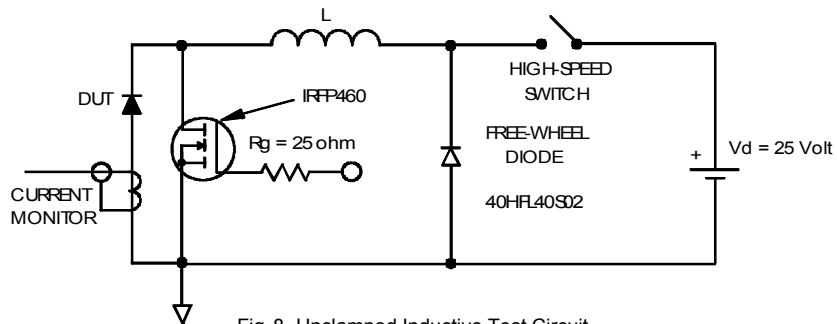 L
HIGH-SPEED
SWITCH
DUT
IRFP460
Rg = 25 ohm
FREE-WHEEL
DIODE
+
Vd = 25 Volt
40HFL40S02
CURRENT
MONITOR
Fig. 8 - Unclamped Inductive Test Circuit